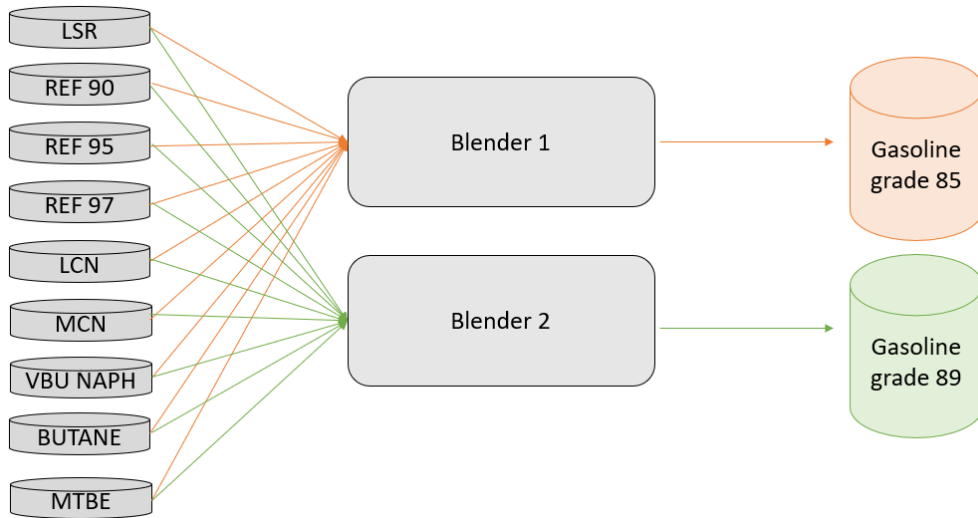 LSR
REF 90
REF 95
REF 97
LCN
MCN
VBU NAPH
BUTANE
MTBE
Blender 1
Blender 2
Gasoline
grade 85
Gasoline
grade 89